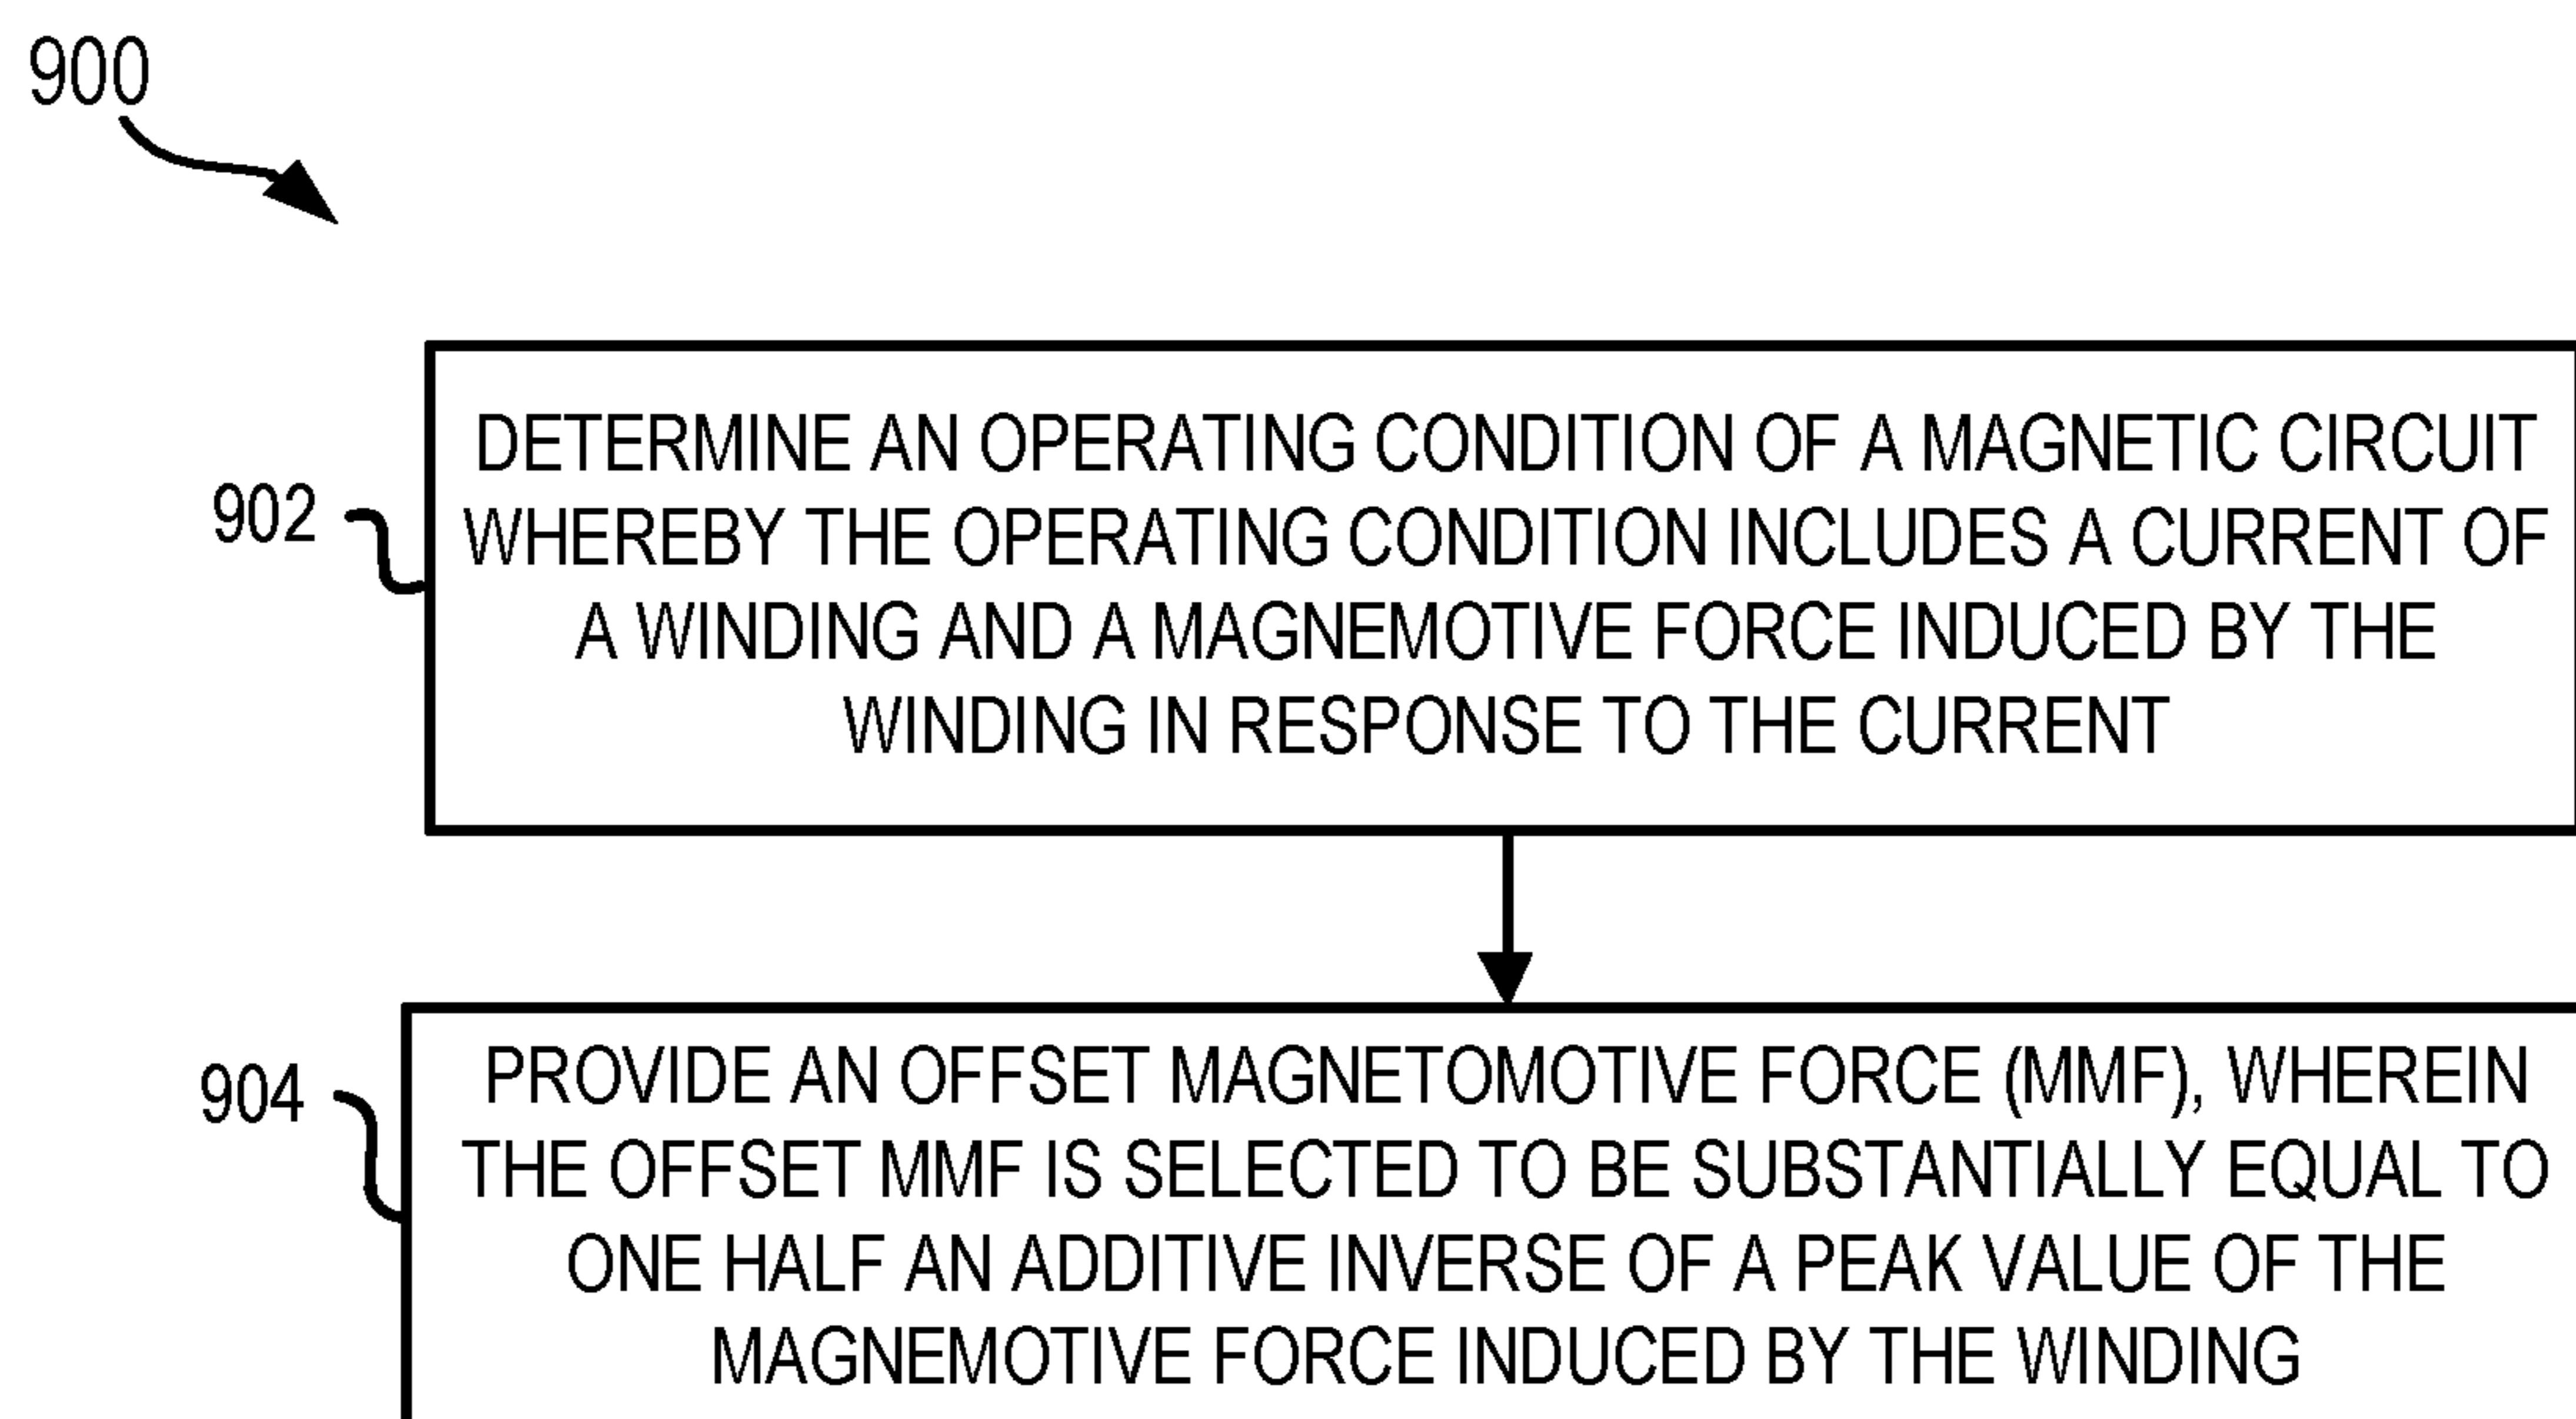 900
902
DETERMINE AN OPERATING CONDITION OF A MAGNETIC CIRCUIT
WHEREBY THE OPERATING CONDITION INCLUDES A CURRENT OF
A WINDING AND A MAGNEMOTIVE FORCE INDUCED BY THE
WINDING IN RESPONSE TO THE CURRENT
904
PROVIDE AN OFFSET MAGNETOMOTIVE FORCE (MMF), WHEREIN
THE OFFSET MMF IS SELECTED TO BE SUBSTANTIALLY EQUAL TO
ONE HALF AN ADDITIVE INVERSE OF A PEAK VALUE OF THE
MAGNEMOTIVE FORCE INDUCED BY THE WINDING